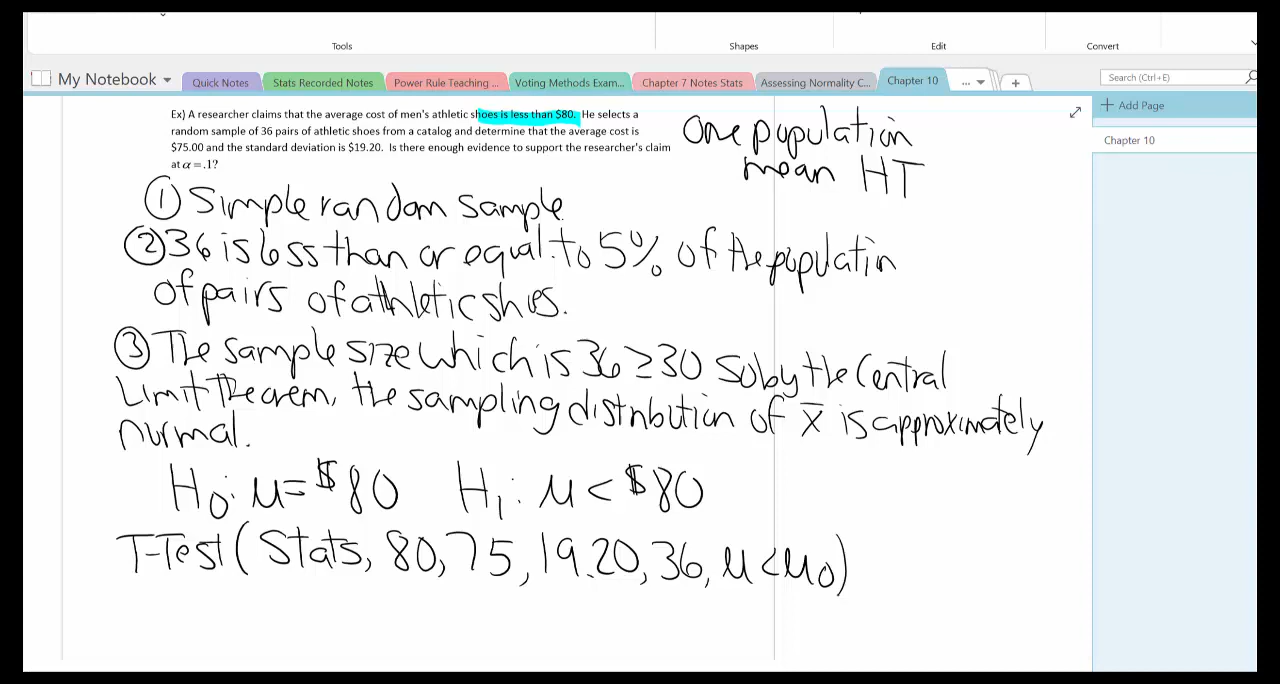 Tools
Shapes
Edit
Convert
My Notebook
Quick Notes
Stats Recorded Notes
Power Rule Teaching ...
Voting Methods Exam...
Chapter 7 Notes Stats
Assessing Normality C...
Chapter 10
...
Search (Ctrl+E)
Add Page
Chapter 10
Ex) A researcher claims that the average cost of men's athletic shoes is less than $80. He selects a
random sample of 36 pairs of athletic shoes from a catalog and determine that the average cost is
$75.00 and the standard deviation is $19.20. Is there enough evidence to support the researcher's claim
at α = .1?
One population
mean HT
① Simple random sample
② 36 is less than or equal to 5% of the populatin
of pairs of athletic shoes.
③ The sample size which is 36 ≥ 30 so by the Central
Limit Theorem, the sampling distribution of x̄ is approximately
normal.
H₀: μ = $80 H₁: μ < $80
T-Test (Stats, 80, 75, 19.20, 36, μ < μ₀)